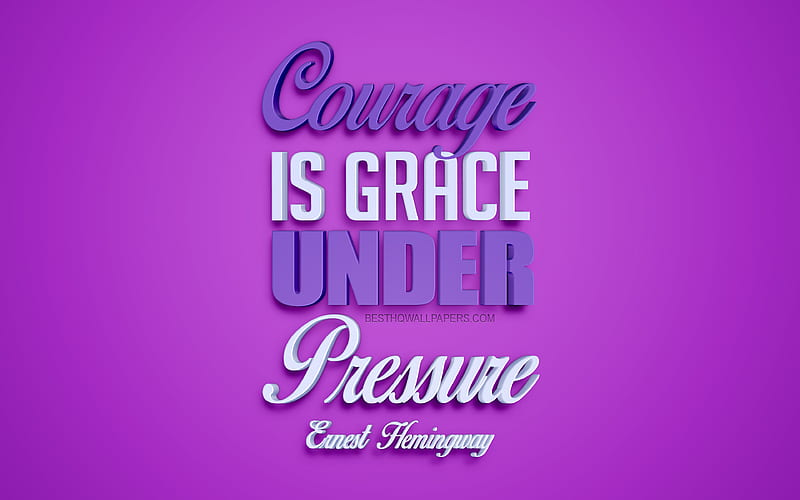 Courage
IS GRACE
UNDER
BESTHQWALLPAPERS.COM
Pressure
Ernest Hemingway